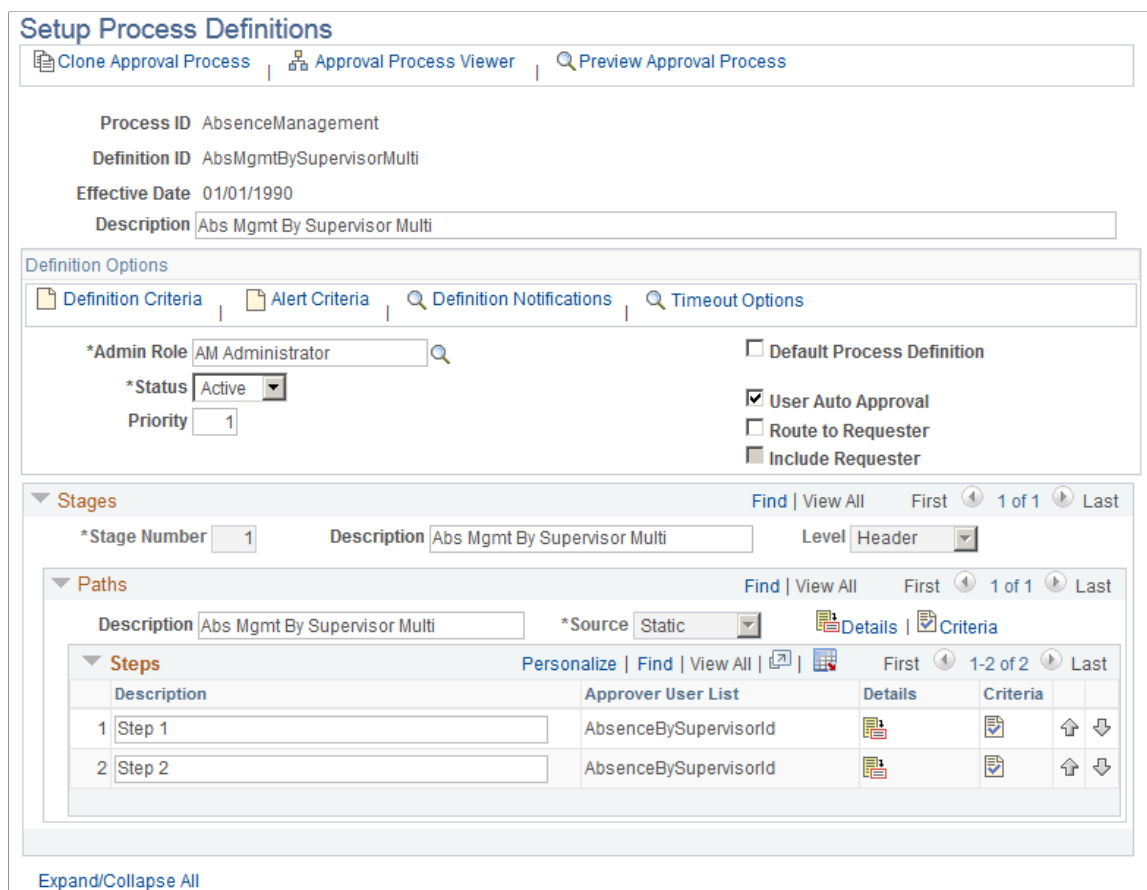 Setup Process Definitions
Clone Approval Process | Approval Process Viewer | Preview Approval Process
Process ID AbsenceManagement
Definition ID AbsMgmtBySupervisorMulti
Effective Date 01/01/1990
Description Abs Mgmt By Supervisor Multi
Definition Options
Definition Criteria | Alert Criteria | Definition Notifications | Timeout Options
*Admin Role AM Administrator Default Process Definition
*Status Active User Auto Approval
Priority 1 Route to Requester
Include Requester
Stages Find | View All First 1 of 1 Last
*Stage Number 1 Description Abs Mgmt By Supervisor Multi Level Header
Paths Find | View All First 1 of 1 Last
Description Abs Mgmt By Supervisor Multi *Source Static Details | Criteria
Steps Personalize | Find | View All | | First 1-2 of 2 Last
Description Approver User List Details Criteria
1 Step 1 AbsenceBySupervisorId
2 Step 2 AbsenceBySupervisorId
Expand/Collapse All